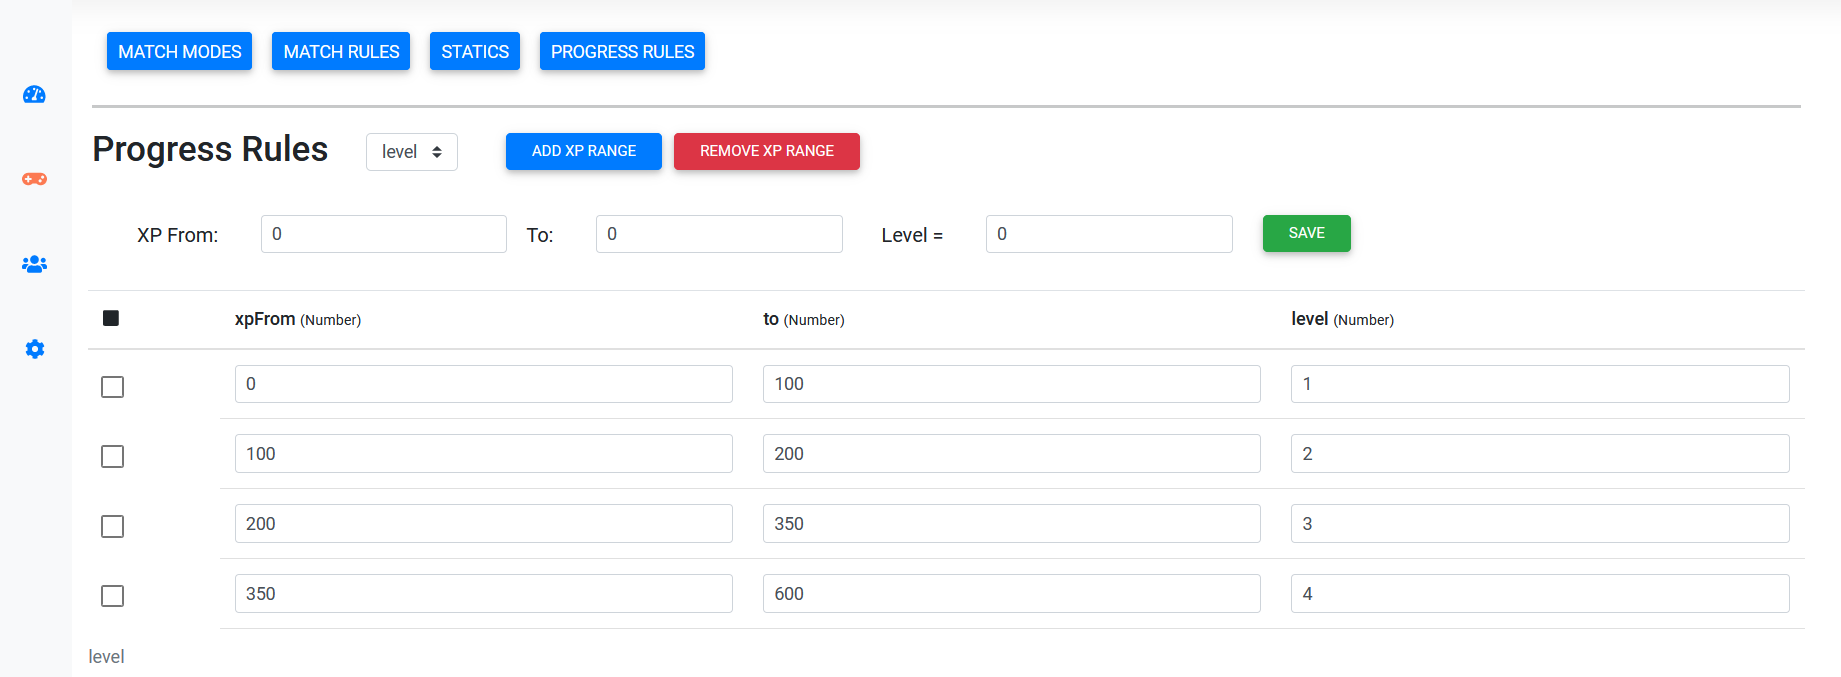 MATCH MODES MATCH RULES STATICS PROGRESS RULES
Progress Rules level ADD XP RANGE REMOVE XP RANGE
XP From: 0 To: 0 Level = 0 SAVE
xpFrom (Number) to (Number) level (Number)
0 100 1
100 200 2
200 350 3
350 600 4
level